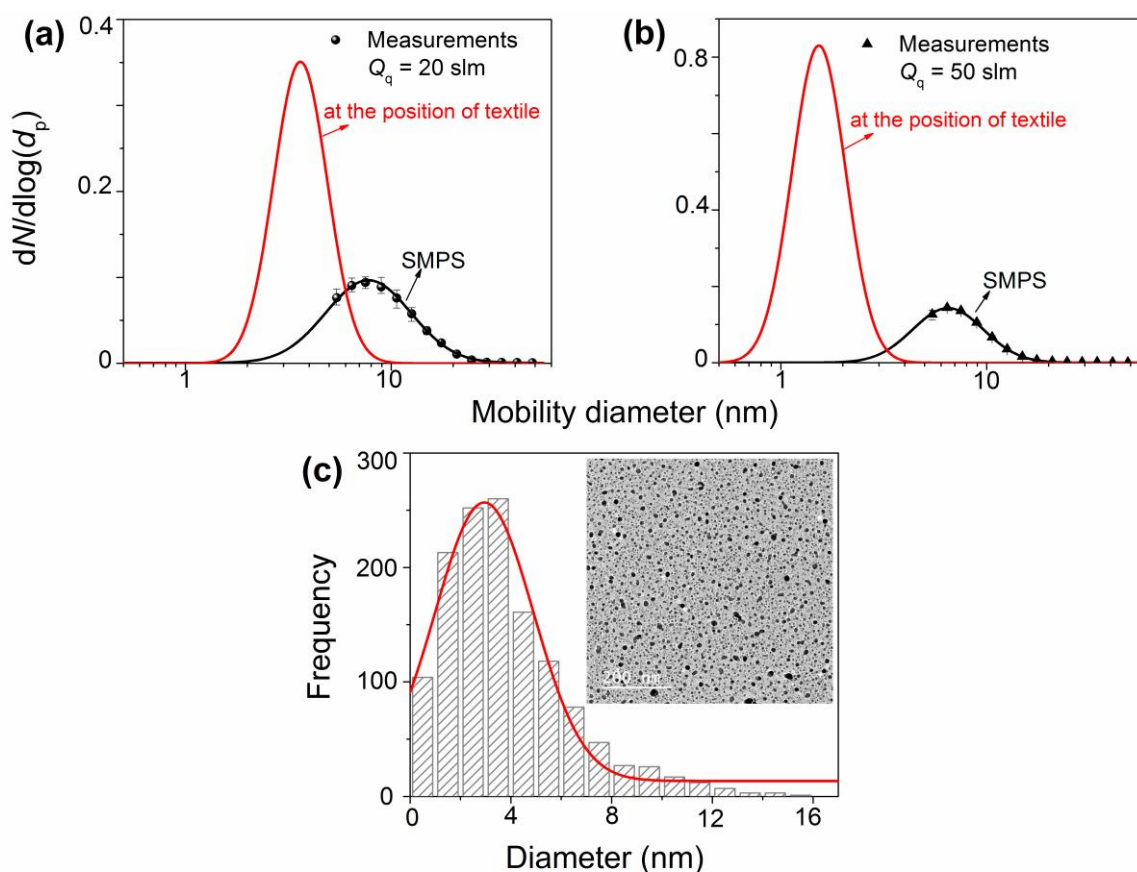 (a)
0.4
0.2
0
Measurements
Qq = 20 slm
at the position of textile
SMPS
1
10
dN/dlog(dp)
(b)
0.8
0.4
0
Measurements
Qq = 50 slm
at the position of textile
SMPS
1
10
Mobility diameter (nm)
(c)
300
200
100
0
Frequency
0
4
8
12
16
Diameter (nm)